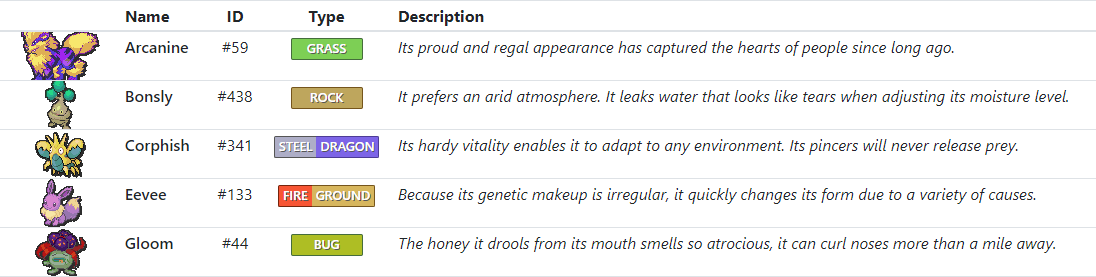 Name ID Type Description
Arcanine #59 GRASS Its proud and regal appearance has captured the hearts of people since long ago.
Bonsly #438 ROCK It prefers an arid atmosphere. It leaks water that looks like tears when adjusting its moisture level.
Corphish #341 STEEL DRAGON Its hardy vitality enables it to adapt to any environment. Its pincers will never release prey.
Eevee #133 FIRE GROUND Because its genetic makeup is irregular, it quickly changes its form due to a variety of causes.
Gloom #44 BUG The honey it drools from its mouth smells so atrocious, it can curl noses more than a mile away.